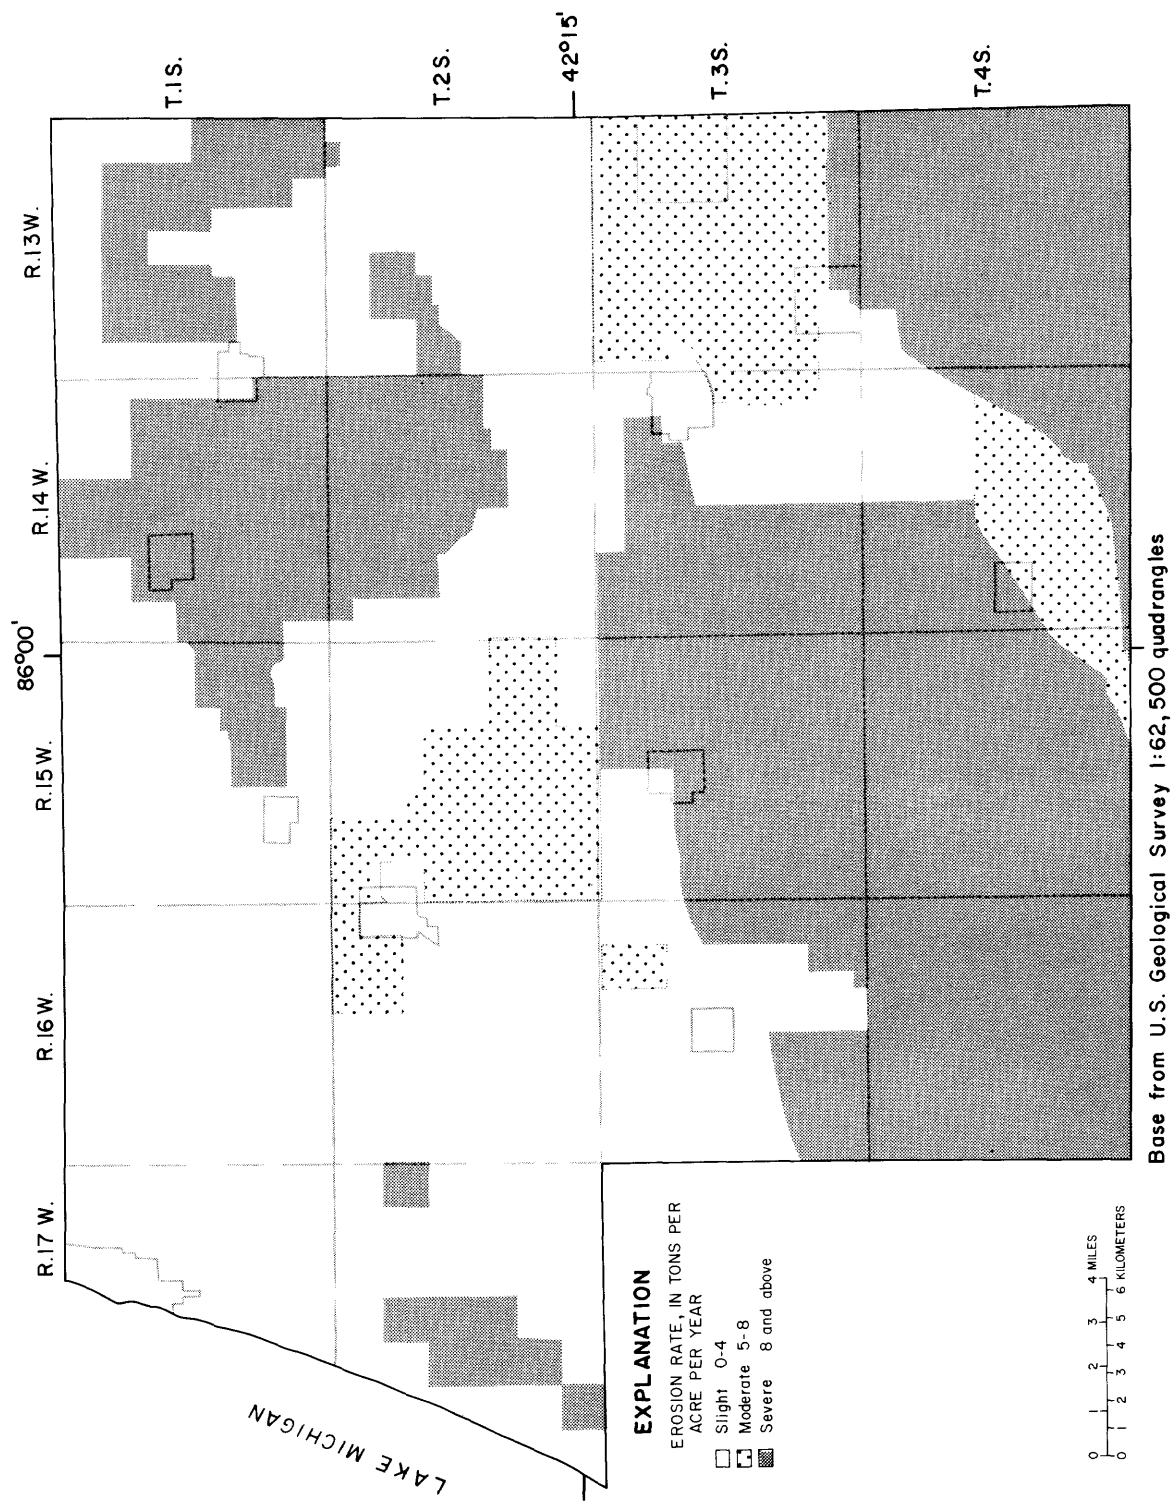 R.17 W.
R.16 W.
R.15 W.
86°00'
R.14 W.
R.13 W.
T.1S.
T.2S.
42°15'
T.3S.
T.4S.
LAKE MICHIGAN
EXPLANATION
EROSION RATE, IN TONS PER
ACRE PER YEAR
Slight 0-4
Moderate 5-8
Severe 8 and above
0 1 2 3 4 MILES
0 1 2 3 4 5 6 KILOMETERS
Base from U.S. Geological Survey 1:62,500 quadrangles